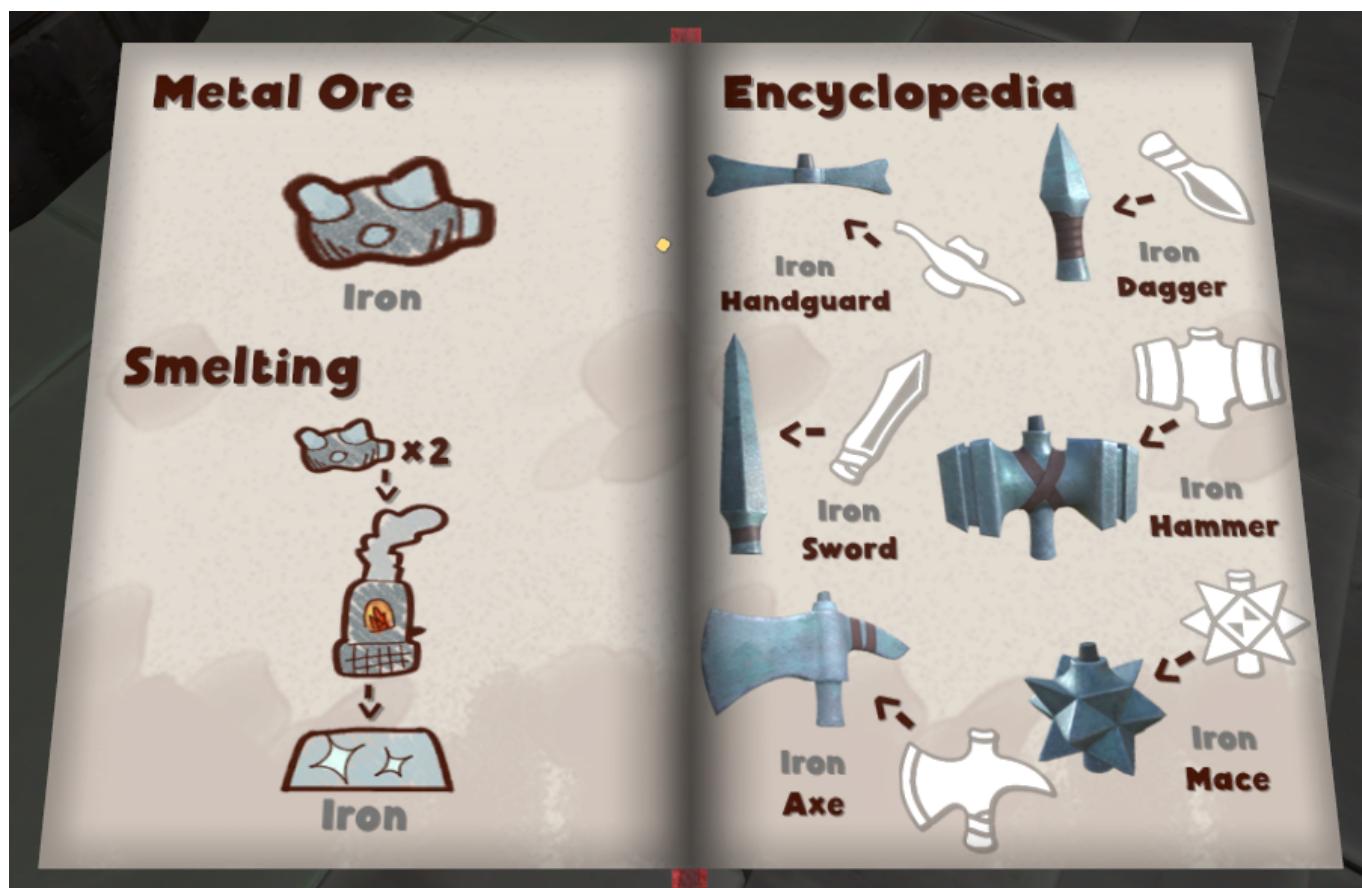 Metal Ore
Iron
Smelting
×2
Iron
Encyclopedia
Iron
Handguard
Iron
Dagger
Iron
Sword
Iron
Hammer
Iron
Axe
Iron
Mace